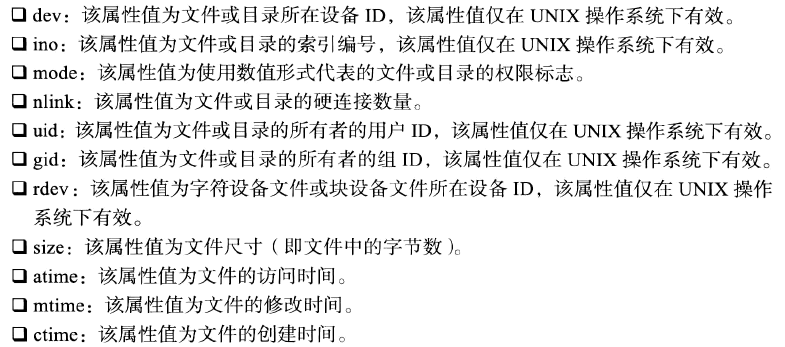 ❑ dev：该属性值为文件或目录所在设备 ID，该属性值仅在 UNIX 操作系统下有效。
❑ ino：该属性值为文件或目录的索引编号，该属性值仅在 UNIX 操作系统下有效。
❑ mode：该属性值为使用数值形式代表的文件或目录的权限标志。
❑ nlink：该属性值为文件或目录的硬连接数量。
❑ uid：该属性值为文件或目录的所有者的用户 ID，该属性值仅在 UNIX 操作系统下有效。
❑ gid：该属性值为文件或目录的所有者的组 ID，该属性值仅在 UNIX 操作系统下有效。
❑ rdev：该属性值为字符设备文件或块设备文件所在设备 ID，该属性值仅在 UNIX 操作
系统下有效。
❑ size：该属性值为文件尺寸（即文件中的字节数）。
❑ atime：该属性值为文件的访问时间。
❑ mtime：该属性值为文件的修改时间。
❑ ctime：该属性值为文件的创建时间。